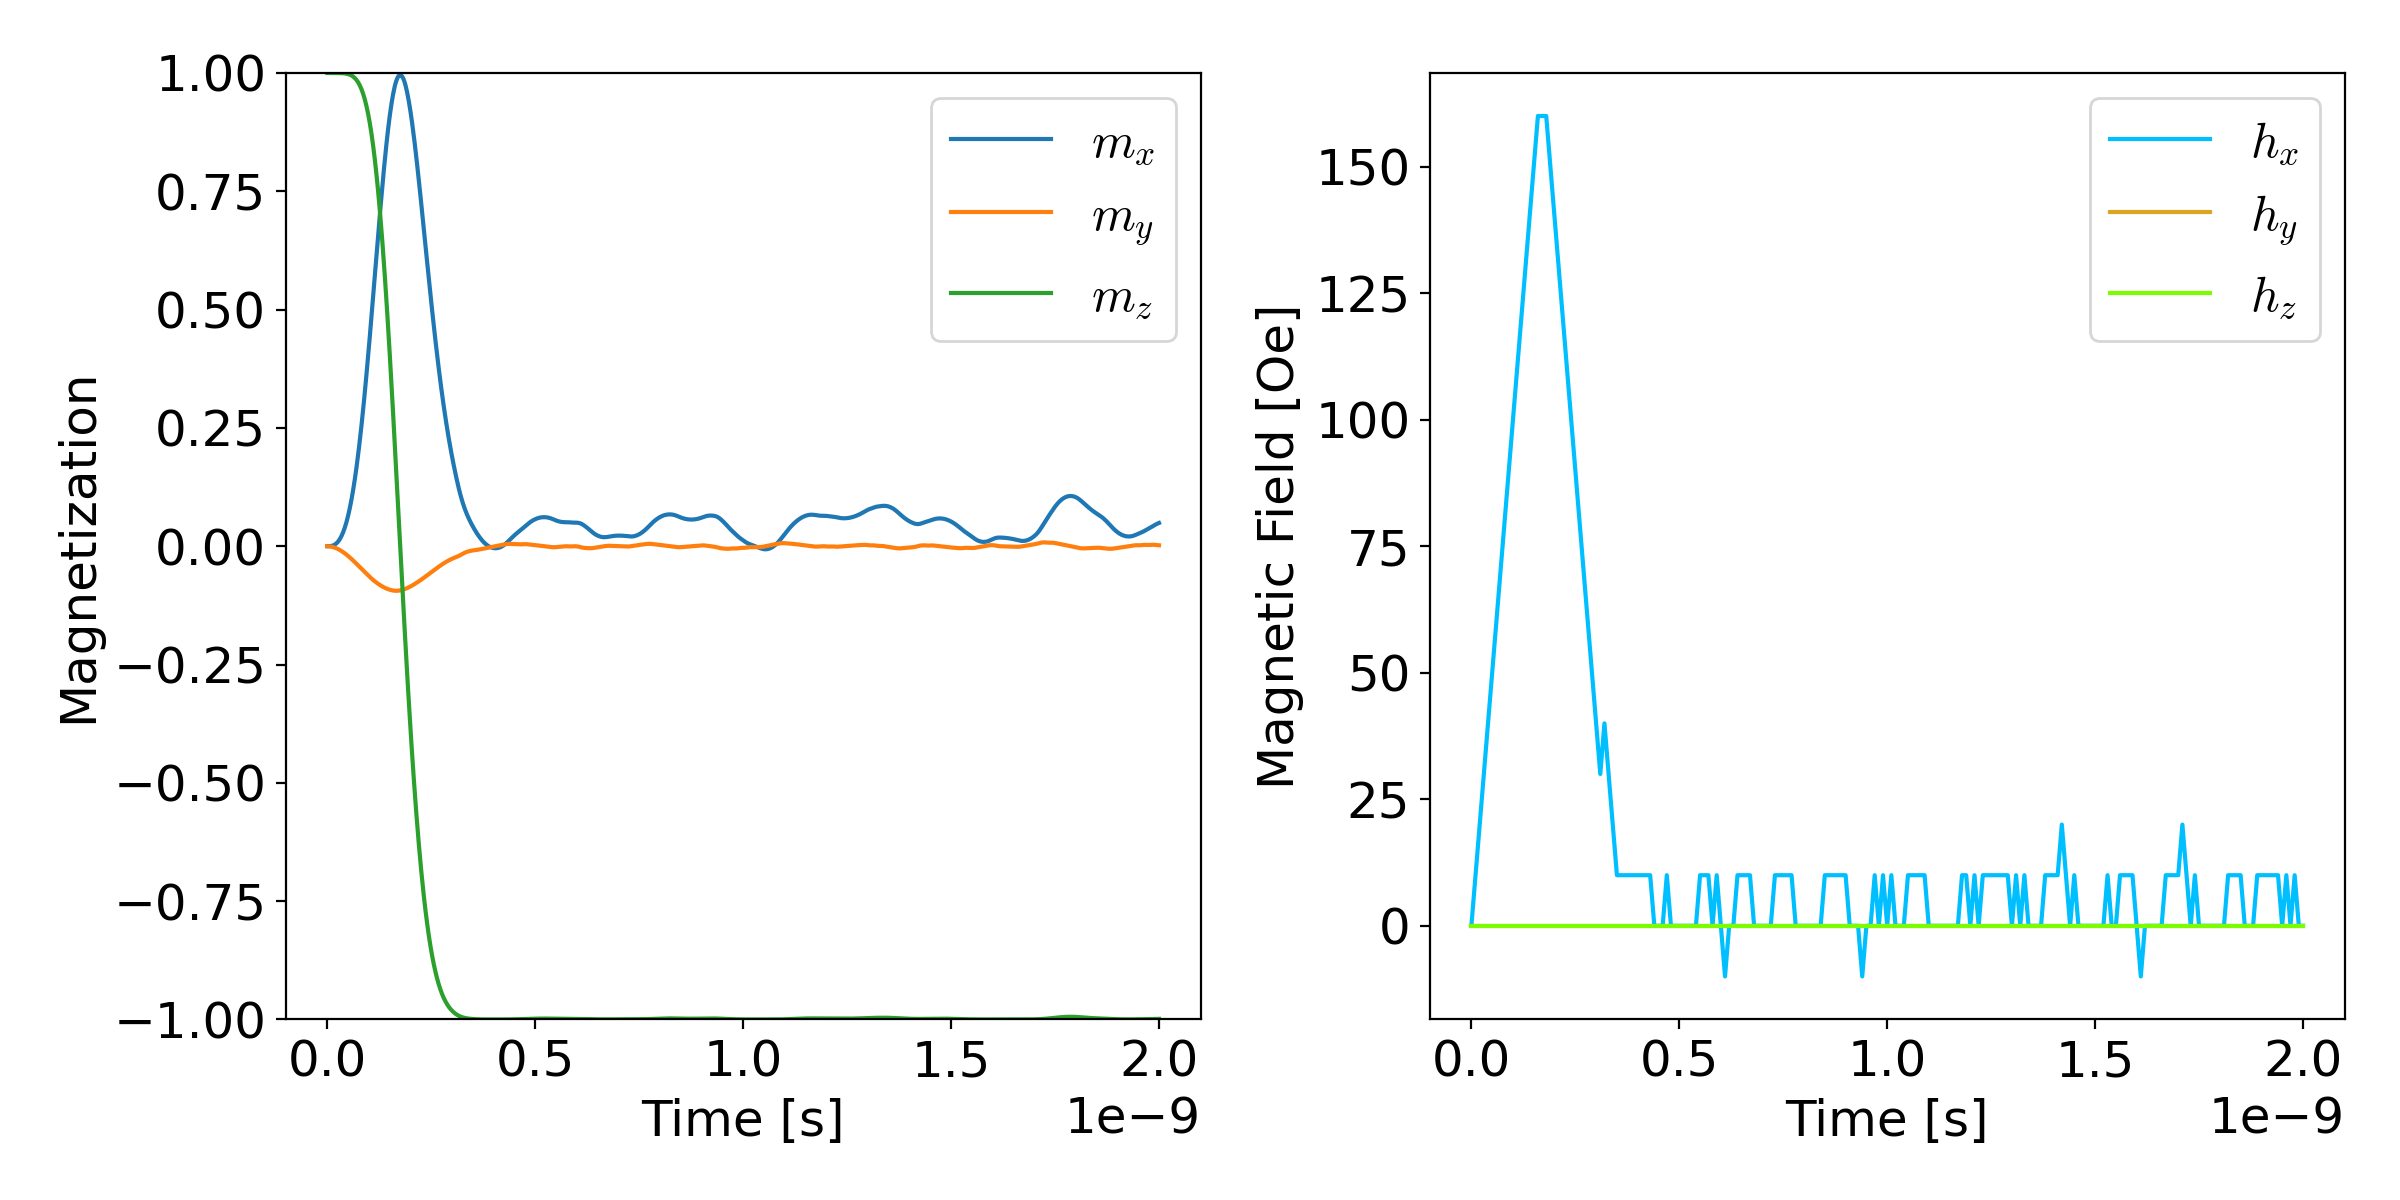 1.00
0.75
0.50
0.25
0.00
−0.25
−0.50
−0.75
−1.00
Magnetization
0.0 0.5 1.0 1.5 2.0
Time [s]
1e−9
m_x
m_y
m_z
150
125
100
75
50
25
0
Magnetic Field [Oe]
0.0 0.5 1.0 1.5 2.0
Time [s]
1e−9
h_x
h_y
h_z